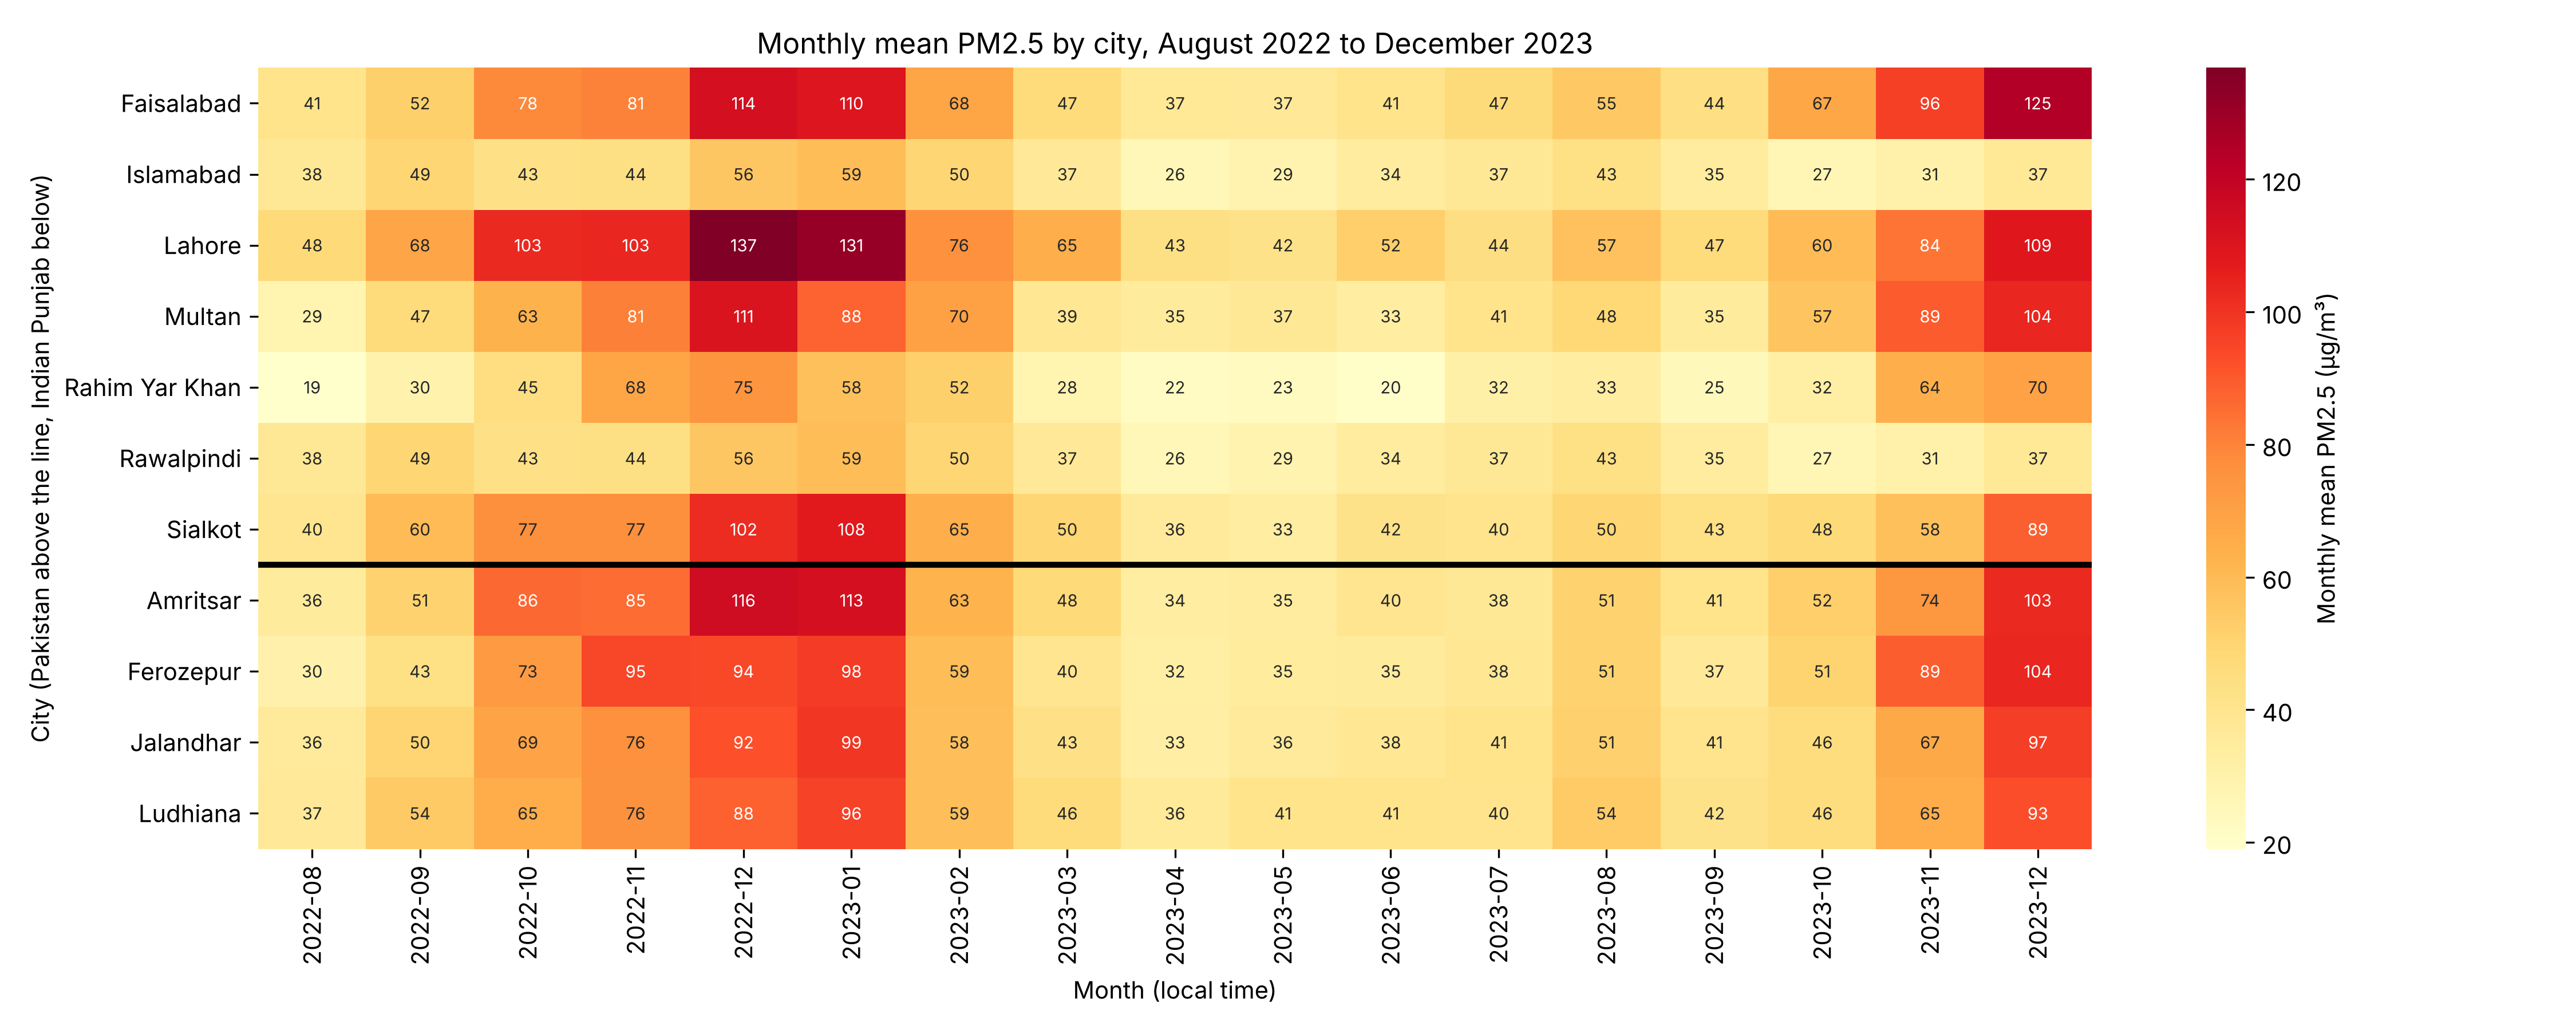 Monthly mean PM2.5 by city, August 2022 to December 2023
City (Pakistan above the line, Indian Punjab below)
Faisalabad 41 52 78 81 114 110 68 47 37 37 41 47 55 44 67 96 125
Islamabad 38 49 43 44 56 59 50 37 26 29 34 37 43 35 27 31 37
Lahore 48 68 103 103 137 131 76 65 43 42 52 44 57 47 60 84 109
Multan 29 47 63 81 111 88 70 39 35 37 33 41 48 35 57 89 104
Rahim Yar Khan 19 30 45 68 75 58 52 28 22 23 20 32 33 25 32 64 70
Rawalpindi 38 49 43 44 56 59 50 37 26 29 34 37 43 35 27 31 37
Sialkot 40 60 77 77 102 108 65 50 36 33 42 40 50 43 48 58 89
Amritsar 36 51 86 85 116 113 63 48 34 35 40 38 51 41 52 74 103
Ferozepur 30 43 73 95 94 98 59 40 32 35 35 38 51 37 51 89 104
Jalandhar 36 50 69 76 92 99 58 43 33 36 38 41 51 41 46 67 97
Ludhiana 37 54 65 76 88 96 59 46 36 41 41 40 54 42 46 65 93
2022-08 2022-09 2022-10 2022-11 2022-12 2023-01 2023-02 2023-03 2023-04 2023-05 2023-06 2023-07 2023-08 2023-09 2023-10 2023-11 2023-12
Month (local time)
120
100
80
60
40
20
Monthly mean PM2.5 (µg/m³)